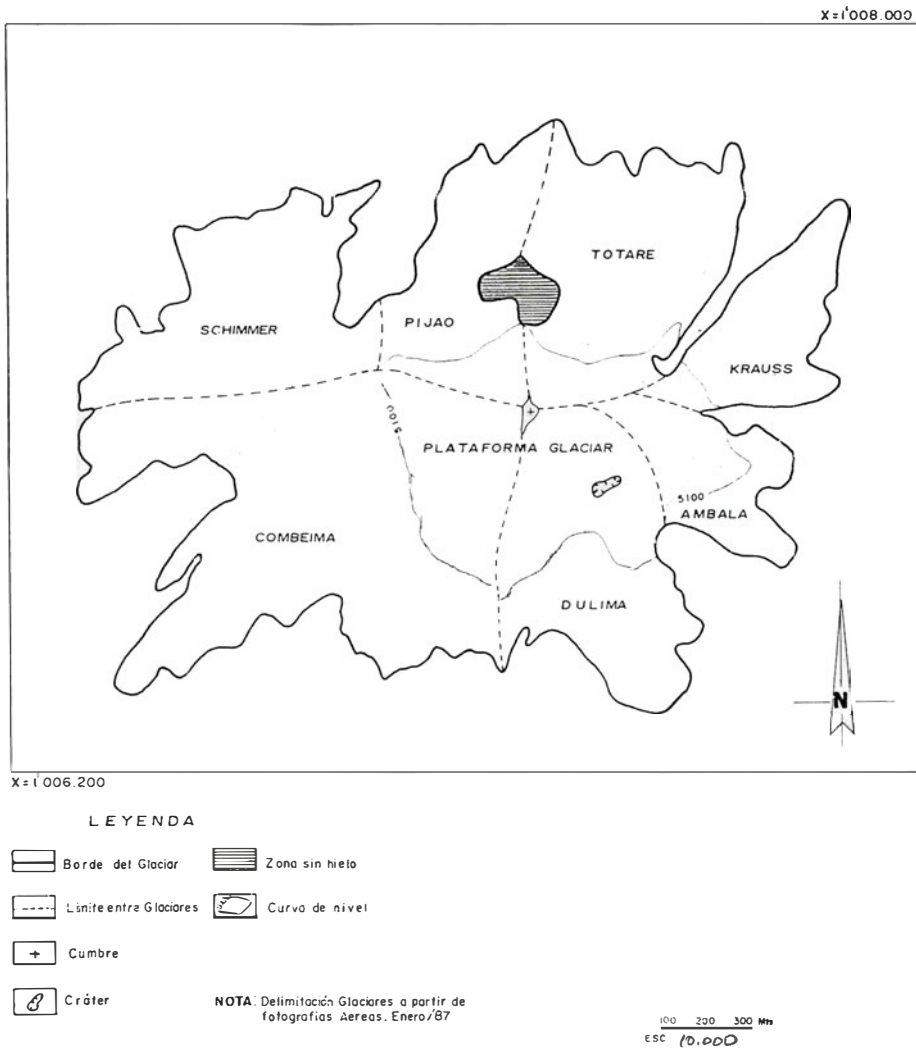 X=1'008.000
TOTARE
SCHIMMER
PIJAO
KRAUSS
5100
PLATAFORMA GLACIAR
5100
AMBALA
COMBEIMA
DULIMA
N
X=1'006.200
LEYENDA
Borde del Glaciar
Zona sin hielo
Límite entre Glaciares
Curva de nivel
Cumbre
Cráter
NOTA: Delimitación Glaciares a partir de
fotografias Aereas. Enero/87
100 200 300 Mts
ESC 10.000